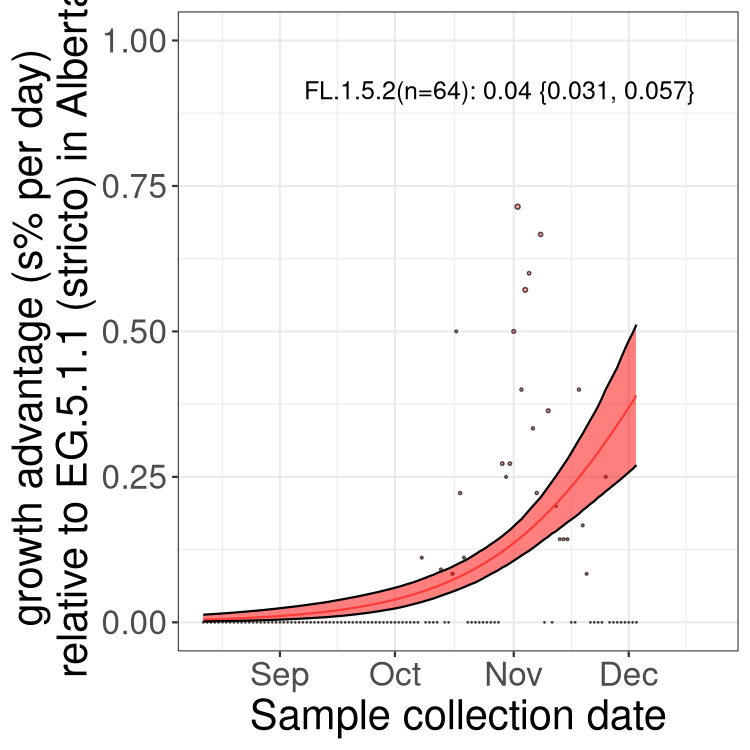 growth advantage (s% per day)
relative to EG.5.1.1 (stricto) in Alberta
1.00
0.75
0.50
0.25
0.00
FL.1.5.2(n=64): 0.04 {0.031, 0.057}
Sep Oct Nov Dec
Sample collection date